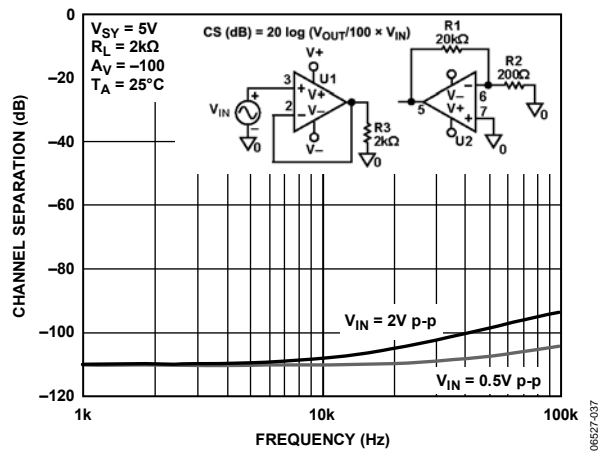 V_SY = 5V
R_L = 2kΩ
A_V = –100
T_A = 25°C
CS (dB) = 20 log (V_OUT/100 × V_IN)
V+
3
U1
+
V+
V_IN
+
–
2
–
V–
V–
0
R3
2kΩ
0
R1
20kΩ
R2
200Ω
V–
–
6
V–
5
V+
+
7
V+
U2
0
0
CHANNEL SEPARATION (dB)
0
–20
–40
–60
–80
–100
–120
V_IN = 2V p-p
V_IN = 0.5V p-p
1k
10k
100k
FREQUENCY (Hz)
06527-037